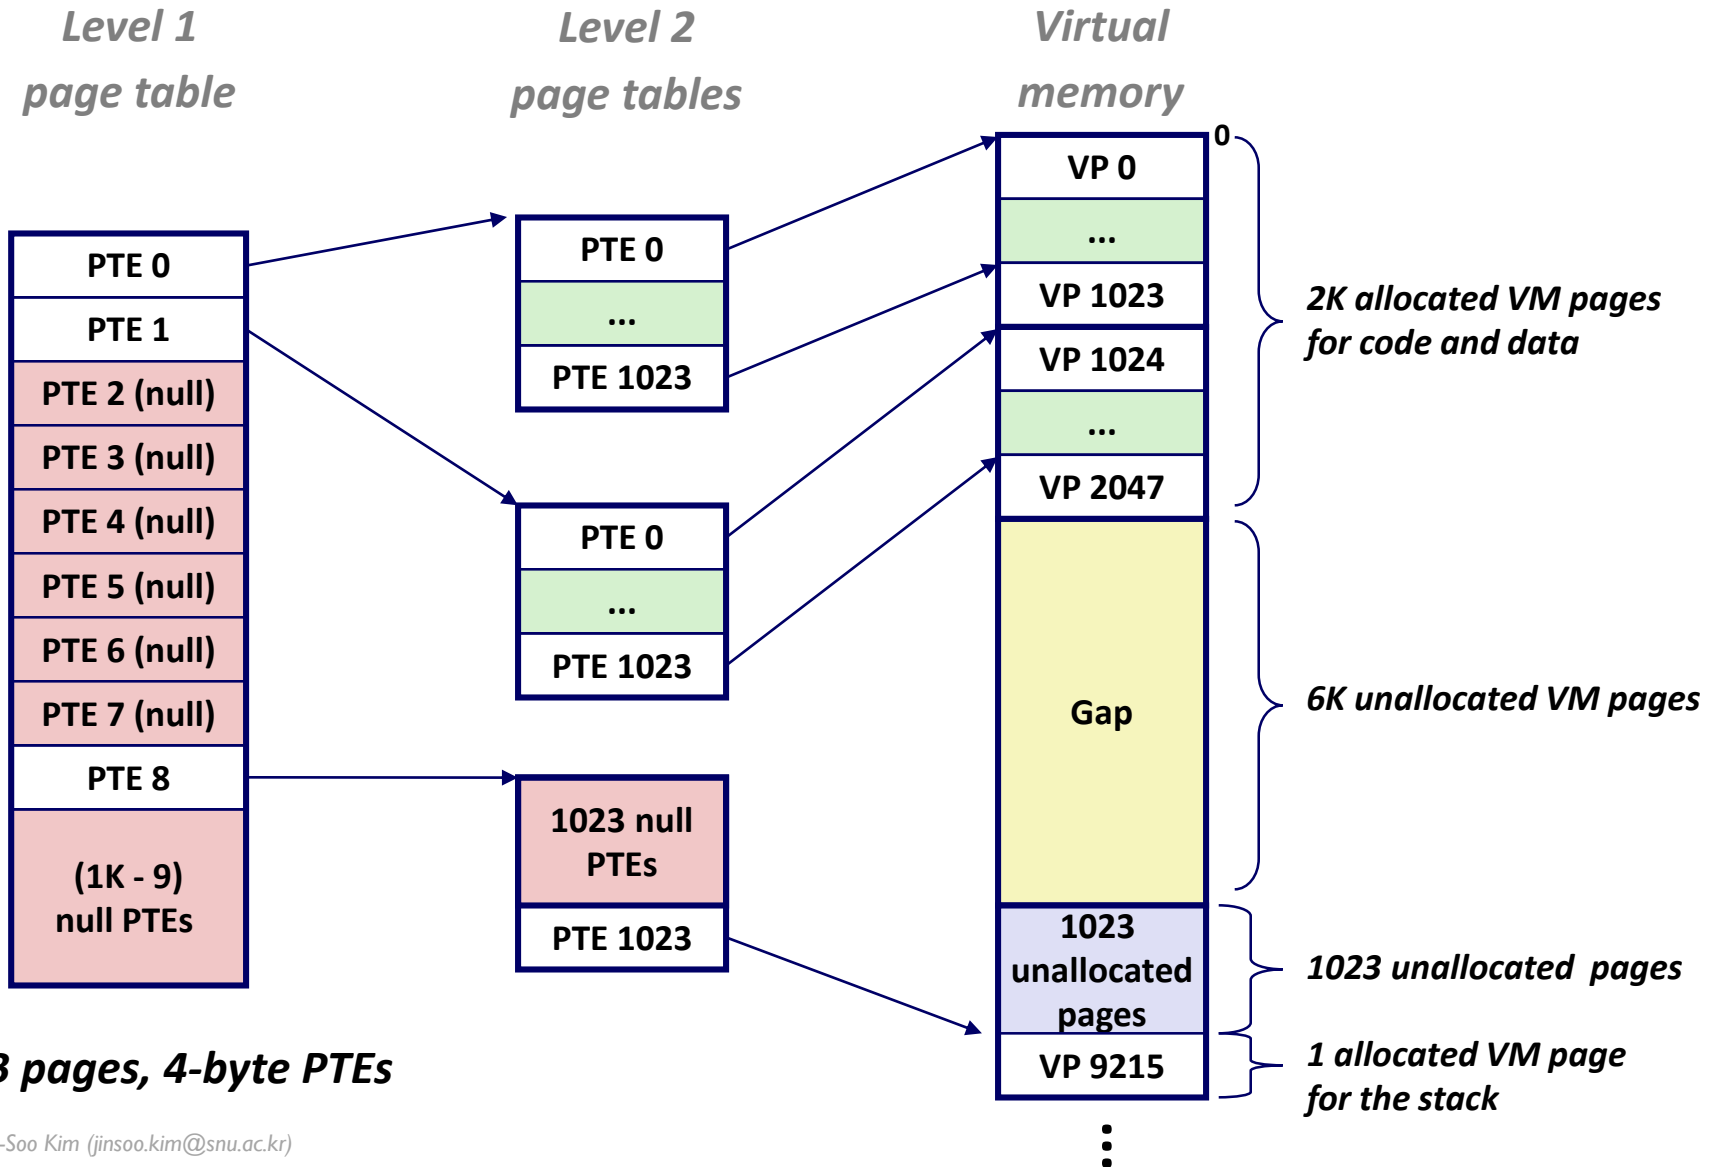 Level 1
page table
Level 2
page tables
Virtual
memory
PTE 0
PTE 1
PTE 2 (null)
PTE 3 (null)
PTE 4 (null)
PTE 5 (null)
PTE 6 (null)
PTE 7 (null)
PTE 8
(1K - 9)
null PTEs
PTE 0
...
PTE 1023
PTE 0
...
PTE 1023
1023 null
PTEs
PTE 1023
0
VP 0
...
VP 1023
VP 1024
...
VP 2047
Gap
1023
unallocated
pages
VP 9215
2K allocated VM pages
for code and data
6K unallocated VM pages
1023 unallocated pages
1 allocated VM page
for the stack
pages, 4-byte PTEs
-Soo Kim (jinsoo.kim@snu.ac.kr)